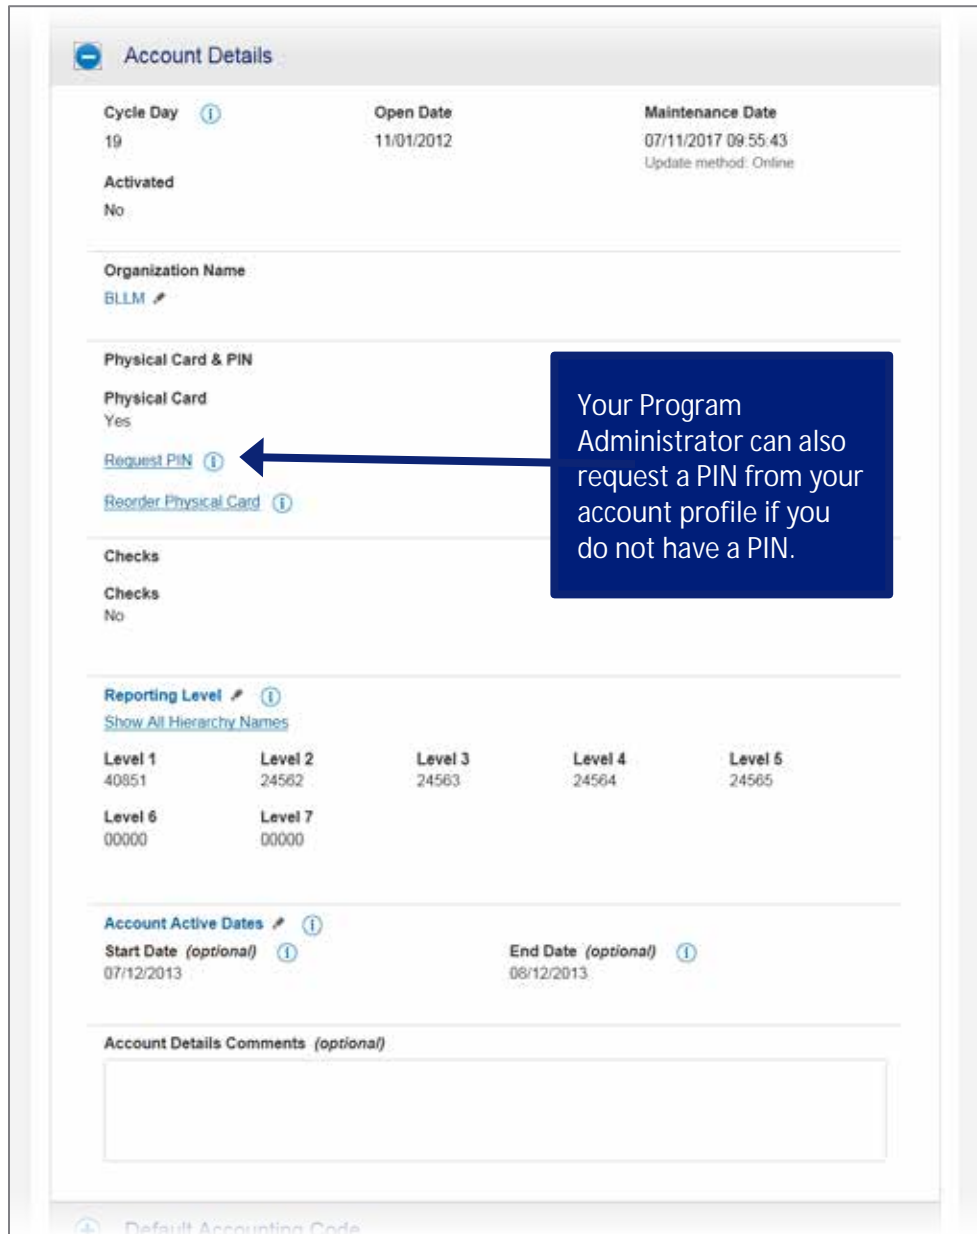 Account Details
Cycle Day Open Date Maintenance Date
19 11/01/2012 07/11/2017 09:55:43
Update method: Online
Activated
No
Organization Name
BLLM
Physical Card & PIN
Physical Card
Yes
Request PIN
Reorder Physical Card
Your Program
Administrator can also
request a PIN from your
account profile if you
do not have a PIN.
Checks
Checks
No
Reporting Level
Show All Hierarchy Names
Level 1 Level 2 Level 3 Level 4 Level 5
40851 24562 24563 24564 24565
Level 6 Level 7
00000 00000
Account Active Dates
Start Date (optional) End Date (optional)
07/12/2013 08/12/2013
Account Details Comments (optional)
Default Accounting Code